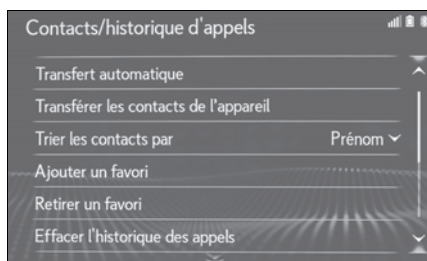 Contacts/historique d'appels
Transfert automatique
Transférer les contacts de l'appareil
Trier les contacts par Prénom
Ajouter un favori
Retirer un favori
Effacer l'historique des appels